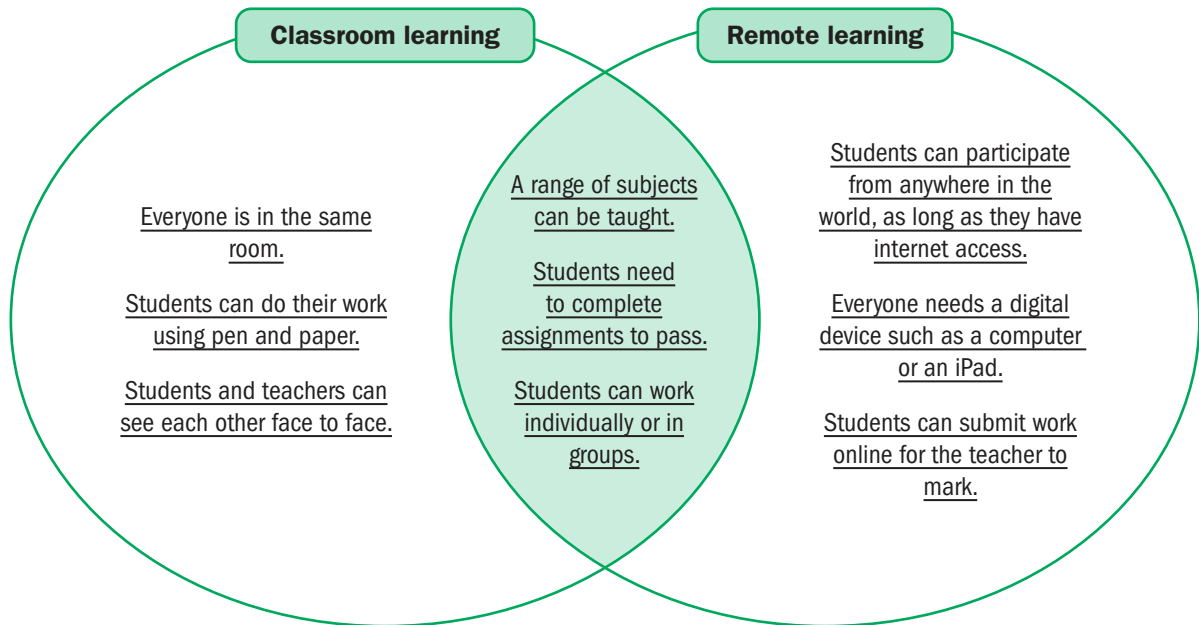 Classroom learning
Everyone is in the same
room.
Students can do their work
using pen and paper.
Students and teachers can
see each other face to face.
A range of subjects
can be taught.
Students need
to complete
assignments to pass.
Students can work
individually or in
groups.
Remote learning
Students can participate
from anywhere in the
world, as long as they have
internet access.
Everyone needs a digital
device such as a computer
or an iPad.
Students can submit work
online for the teacher to
mark.